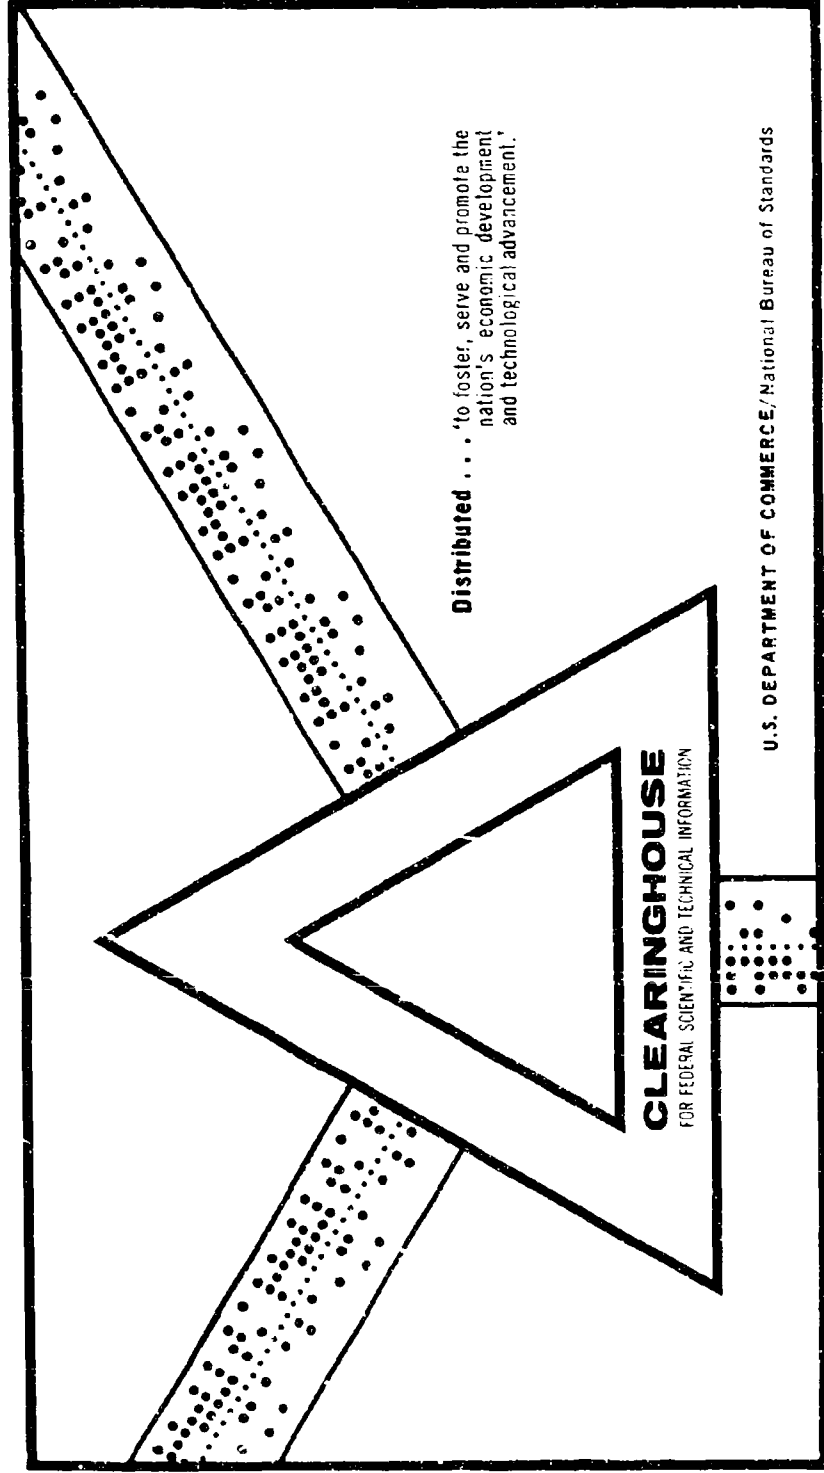 Distributed . . . 'to foster, serve and promote the
nation's economic development
and technological advancement.'
CLEARINGHOUSE
FOR FEDERAL SCIENTIFIC AND TECHNICAL INFORMATION
U.S. DEPARTMENT OF COMMERCE/National Bureau of Standards